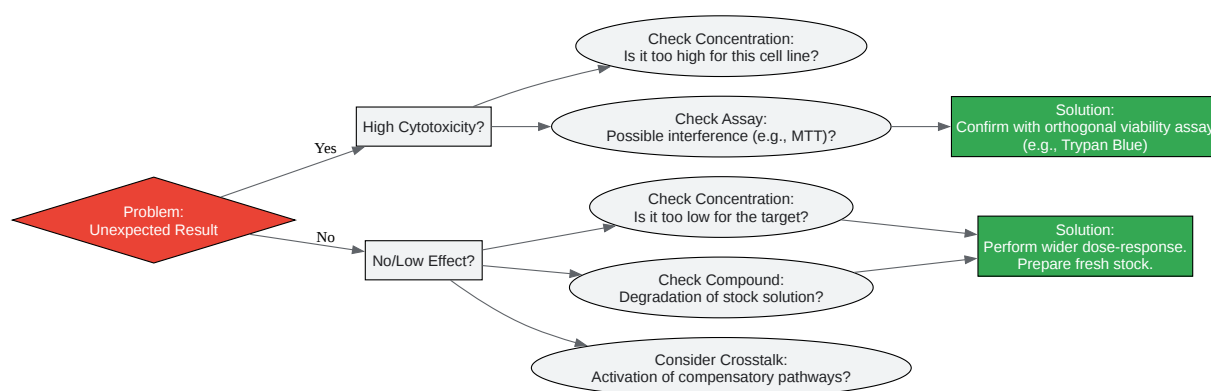 Check Concentration:
Is it too high for this cell line?
High Cytotoxicity?
Check Assay:
Possible interference (e.g., MTT)?
Solution:
Confirm with orthogonal viability assay
(e.g., Trypan Blue)
Yes
Problem:
Unexpected Result
No
Check Concentration:
Is it too low for the target?
Solution:
Perform wider dose-response.
Prepare fresh stock.
No/Low Effect?
Check Compound:
Degradation of stock solution?
Consider Crosstalk:
Activation of compensatory pathways?